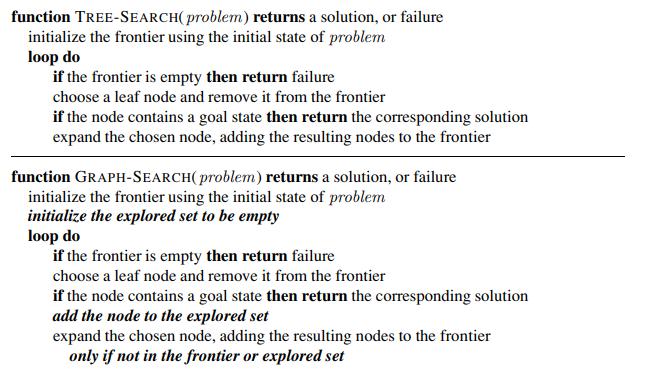 function TREE-SEARCH(problem) returns a solution, or failure
initialize the frontier using the initial state of problem
loop do
if the frontier is empty then return failure
choose a leaf node and remove it from the frontier
if the node contains a goal state then return the corresponding solution
expand the chosen node, adding the resulting nodes to the frontier
function GRAPH-SEARCH(problem) returns a solution, or failure
initialize the frontier using the initial state of problem
initialize the explored set to be empty
loop do
if the frontier is empty then return failure
choose a leaf node and remove it from the frontier
if the node contains a goal state then return the corresponding solution
add the node to the explored set
expand the chosen node, adding the resulting nodes to the frontier
only if not in the frontier or explored set